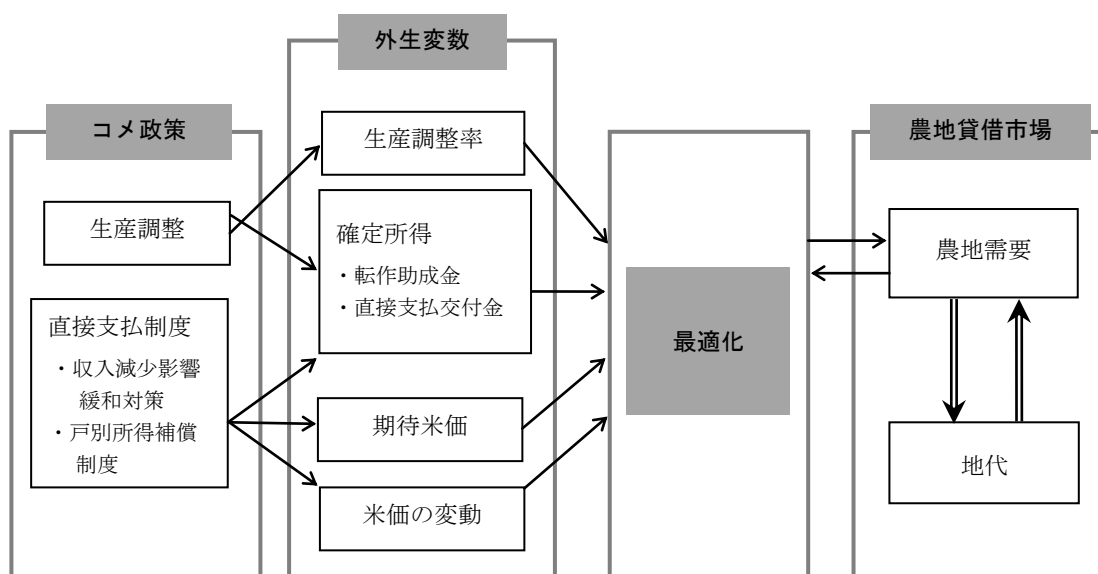 コメ政策
生産調整
直接支払制度
・収入減少影響
緩和対策
・戸別所得補償
制度
外生変数
生産調整率
確定所得
・転作助成金
・直接支払交付金
期待米価
米価の変動
最適化
農地貸借市場
農地需要
地代